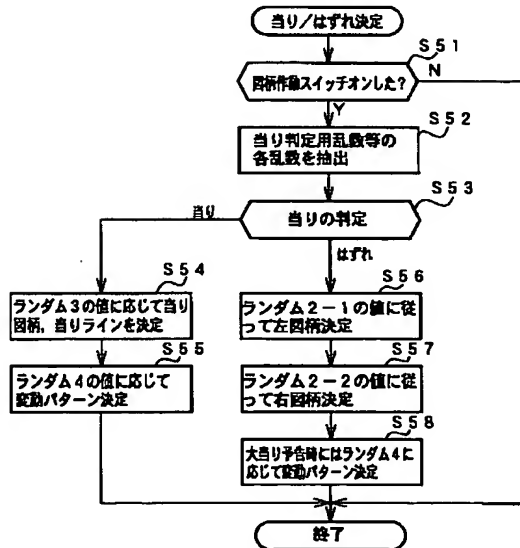 当り／はずれ決定
S51
図柄作動スイッチオンした?
N
Y
S52
当り判定用乱数等の
各乱数を抽出
S53
当りの判定
当り
はずれ
S54
ランダム3の値に応じて当り
図柄，当りラインを決定
S55
ランダム4の値に応じて
変動パターン決定
S56
ランダム2－1の値に従
って左図柄決定
S57
ランダム2－2の値に従
って右図柄決定
S58
大当り予告時にはランダム4に
応じて変動パターン決定
終了